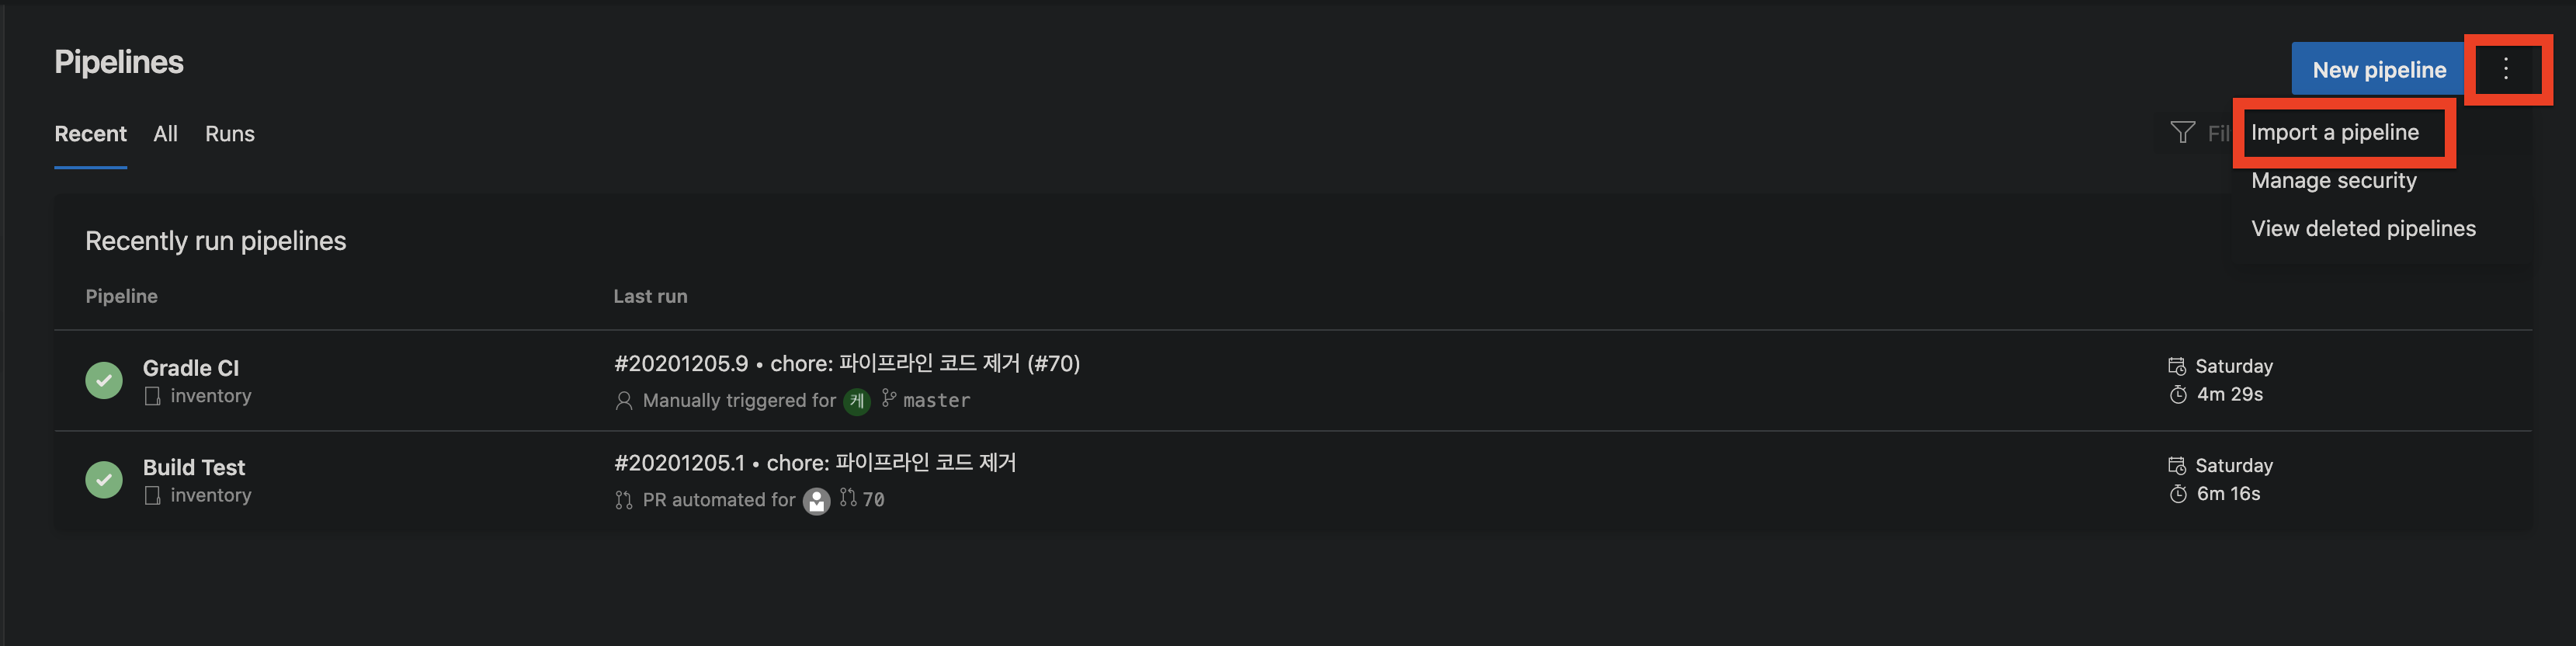 Pipelines
New pipeline
Recent All Runs
Fil
Import a pipeline
Manage security
View deleted pipelines
Recently run pipelines
Pipeline Last run
Gradle CI
inventory
#20201205.9 • chore: 파이프라인 코드 제거 (#70)
Manually triggered for 케 master
Saturday
4m 29s
Build Test
inventory
#20201205.1 • chore: 파이프라인 코드 제거
PR automated for 70
Saturday
6m 16s